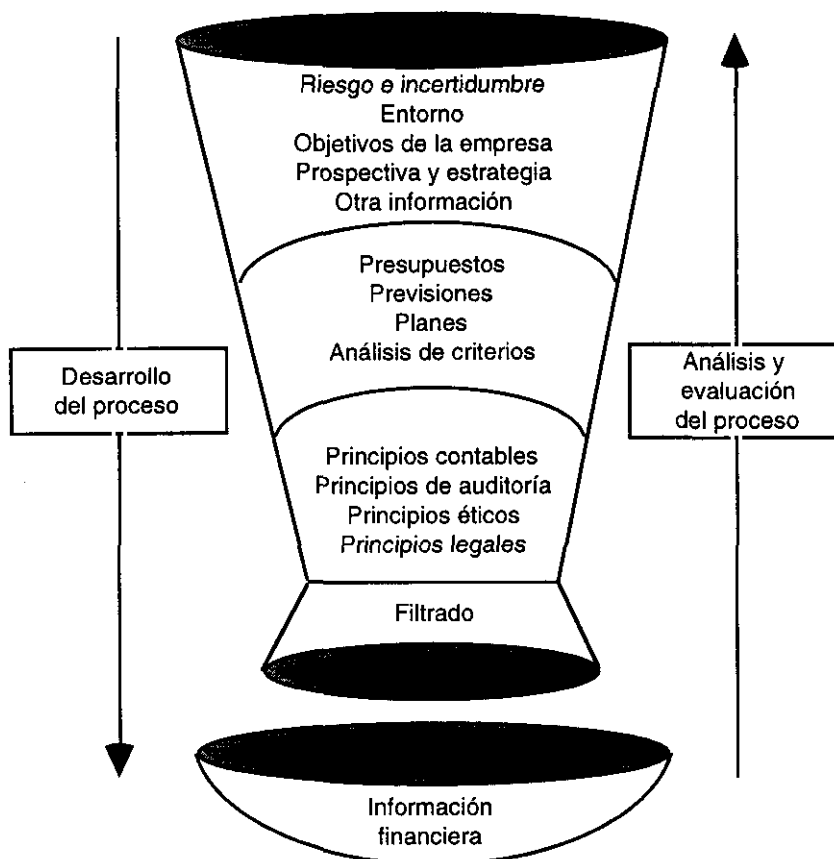 Riesgo e incertidumbre
Entorno
Objetivos de la empresa
Prospectiva y estrategia
Otra información
Presupuestos
Previsiones
Planes
Análisis de criterios
Desarrollo
del proceso
Análisis y
evaluación
del proceso
Principios contables
Principios de auditoría
Principios éticos
Principios legales
Filtrado
Información
financiera